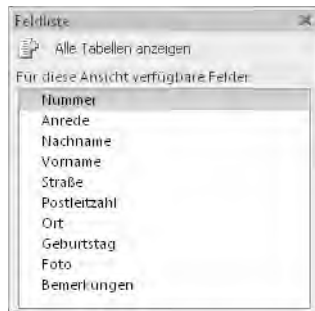 Feldliste
Alle Tabellen anzeigen
Für diese Ansicht verfügbare Felder:
Nummer
Anrede
Nachname
Vorname
Straße
Postleitzahl
Ort
Geburtstag
Foto
Bemerkungen